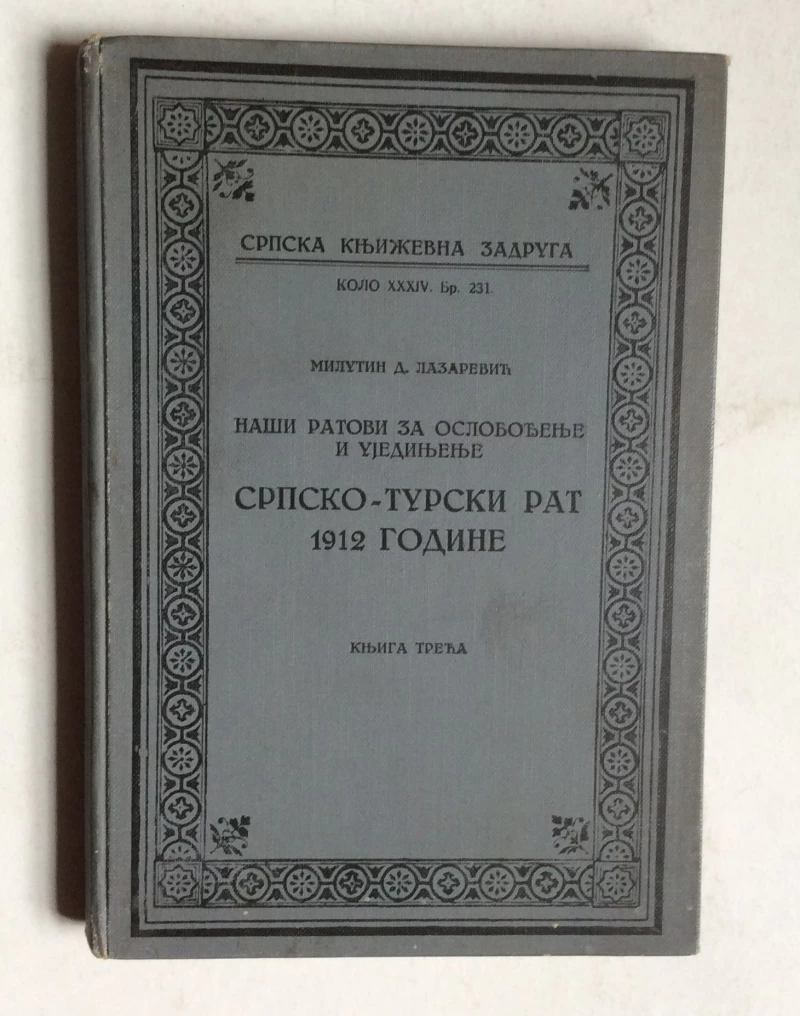 СРПСКА КЊИЖЕВНА ЗАДРУГА
КОЛО XXXIV. Бр. 231.
МИЛУТИН Д. ЛАЗАРЕВИЋ
НАШИ РАТОВИ ЗА ОСЛОБОЂЕЊЕ
И УЈЕДИЊЕЊЕ
СРПСКО-ТУРСКИ РАТ
1912 ГОДИНЕ
КЊИГА ТРЕЋА